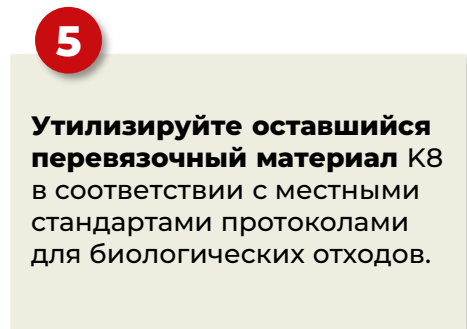 5
Утилизируйте оставшийся
перевязочный материал K8
в соответствии с местными
стандартами протоколами
для биологических отходов.